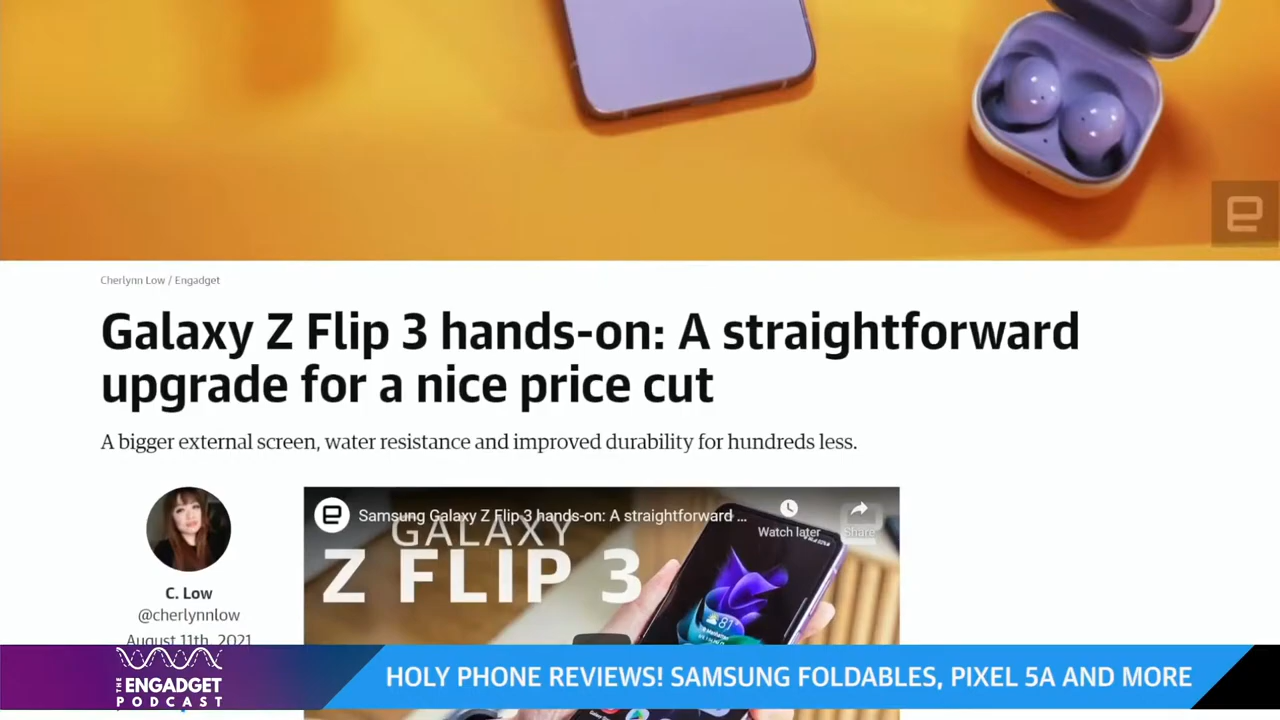 Cherlynn Low / Engadget
Galaxy Z Flip 3 hands-on: A straightforward
upgrade for a nice price cut
A bigger external screen, water resistance and improved durability for hundreds less.
Samsung Galaxy Z Flip 3 hands-on: A straightforward ...
Watch later
Share
GALAXY
Z FLIP 3
81°
C. Low
@cherlynnlow
August 11th, 2021
THE ENGADGET
PODCAST
HOLY PHONE REVIEWS! SAMSUNG FOLDABLES, PIXEL 5A AND MORE